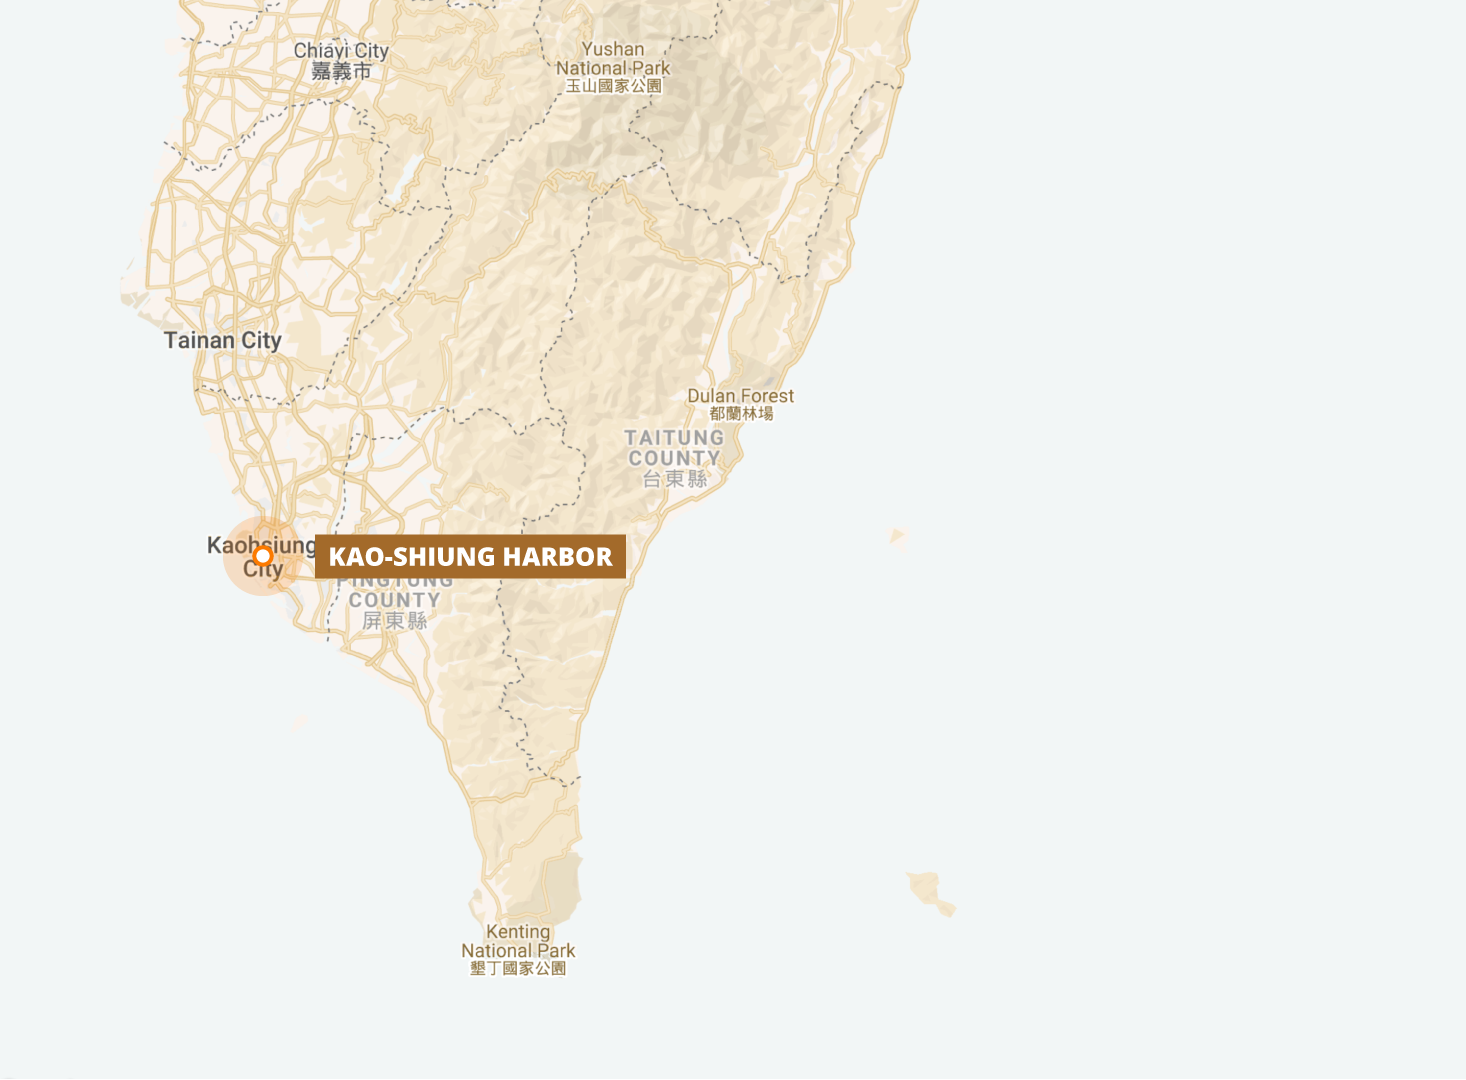 Chiayi City
嘉義市
Yushan
National Park
玉山國家公園
Tainan City
Dulan Forest
都蘭林場
TAITUNG
COUNTY
台東縣
Kaohsiung
City
KAO-SHIUNG HARBOR
PINGTUNG
COUNTY
屏東縣
Kenting
National Park
墾丁國家公園